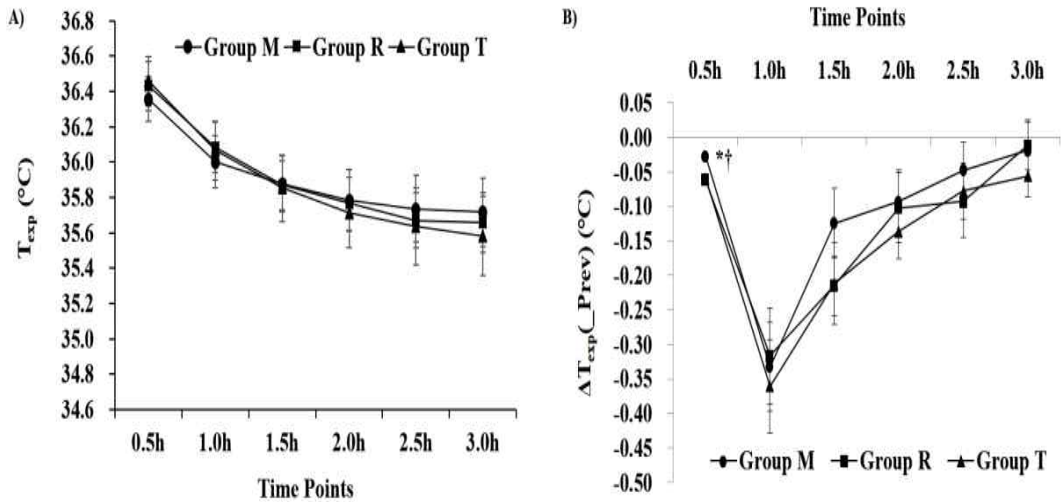 A)
36.8
36.6
36.4
36.2
36.0
35.8
35.6
35.4
35.2
35.0
34.8
34.6
T_exp (°C)
Group M Group R Group T
0.5h 1.0h 1.5h 2.0h 2.5h 3.0h
Time Points
B)
Time Points
0.5h 1.0h 1.5h 2.0h 2.5h 3.0h
0.05
0.00
-0.05
-0.10
-0.15
-0.20
-0.25
-0.30
-0.35
-0.40
-0.45
-0.50
ΔT_exp(_Prev) (°C)
*†
Group M Group R Group T